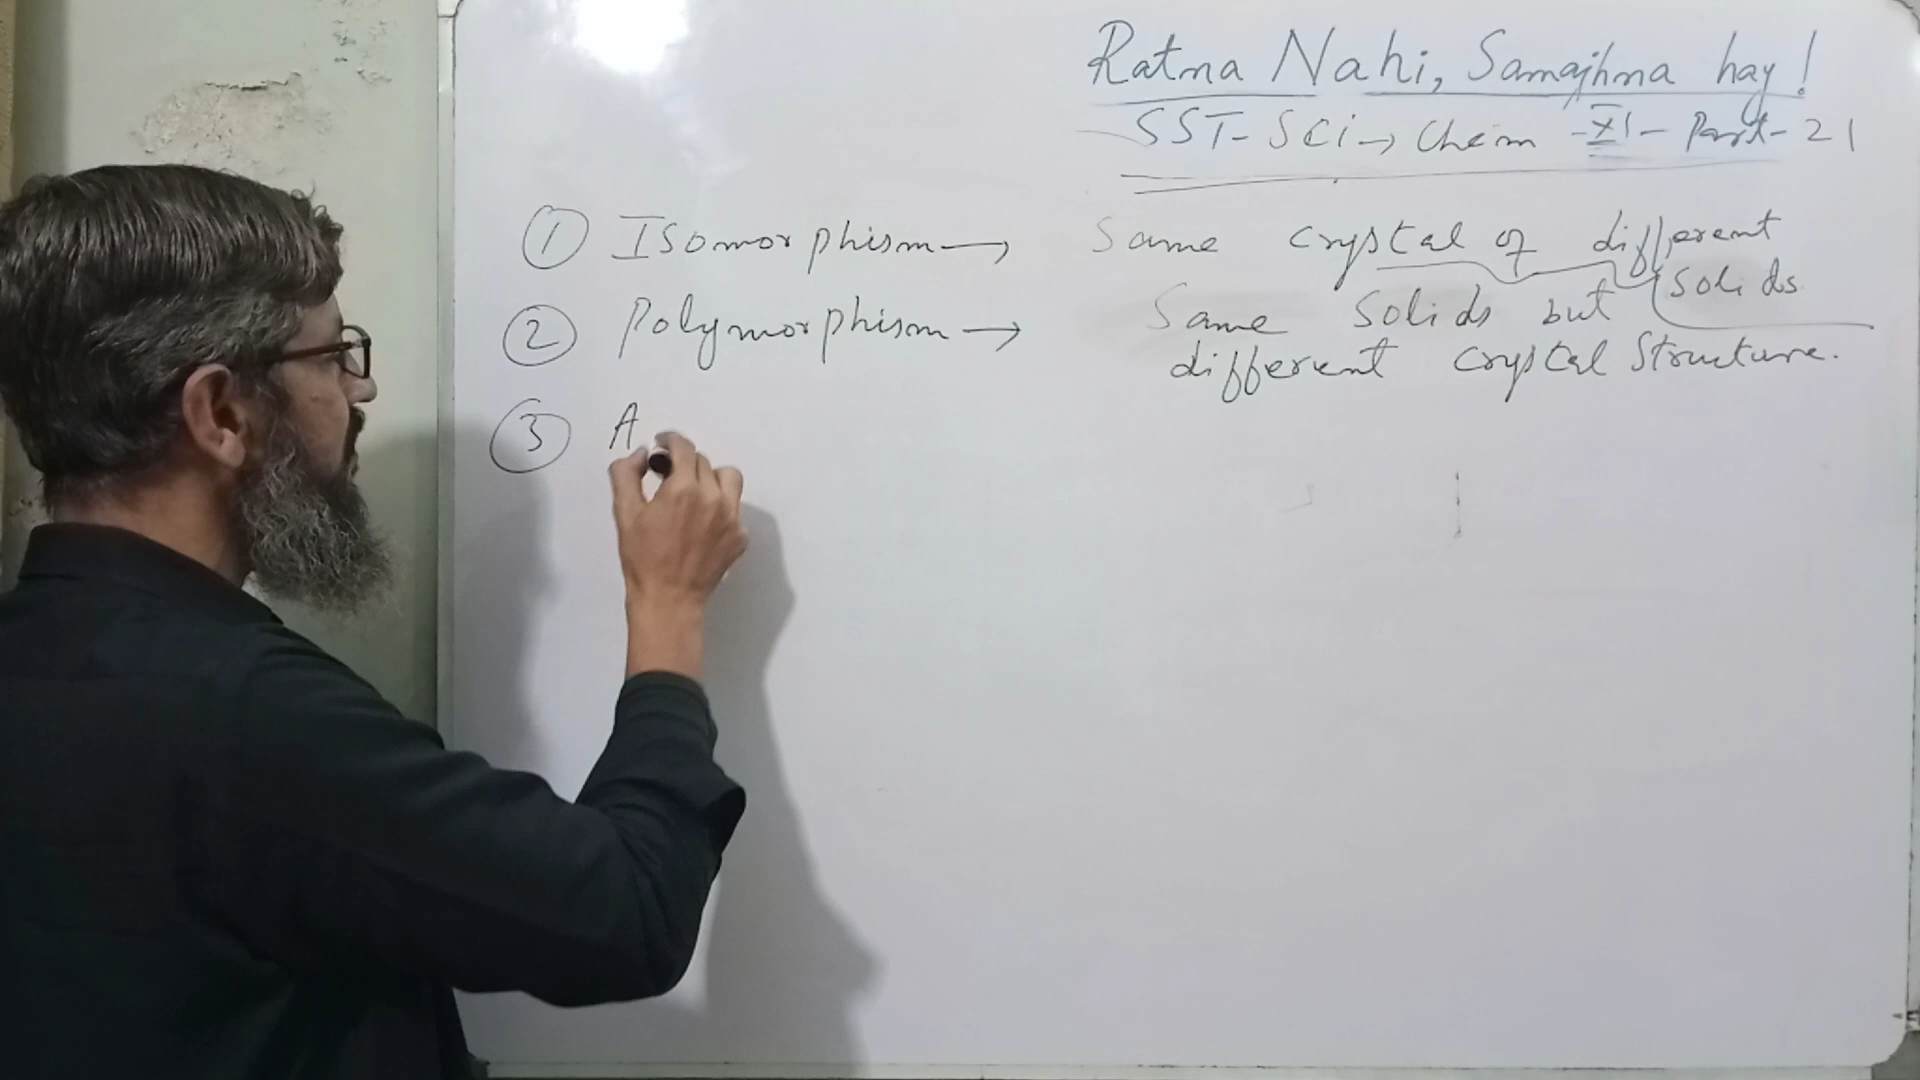 Ratna Nahi, Samajhna hay!
SST-SCi→ Chem -XI- Part-21
① Isomorphism → Same crystal of different solids.
② Polymorphism → Same solids but
different crystal structure.
③ A